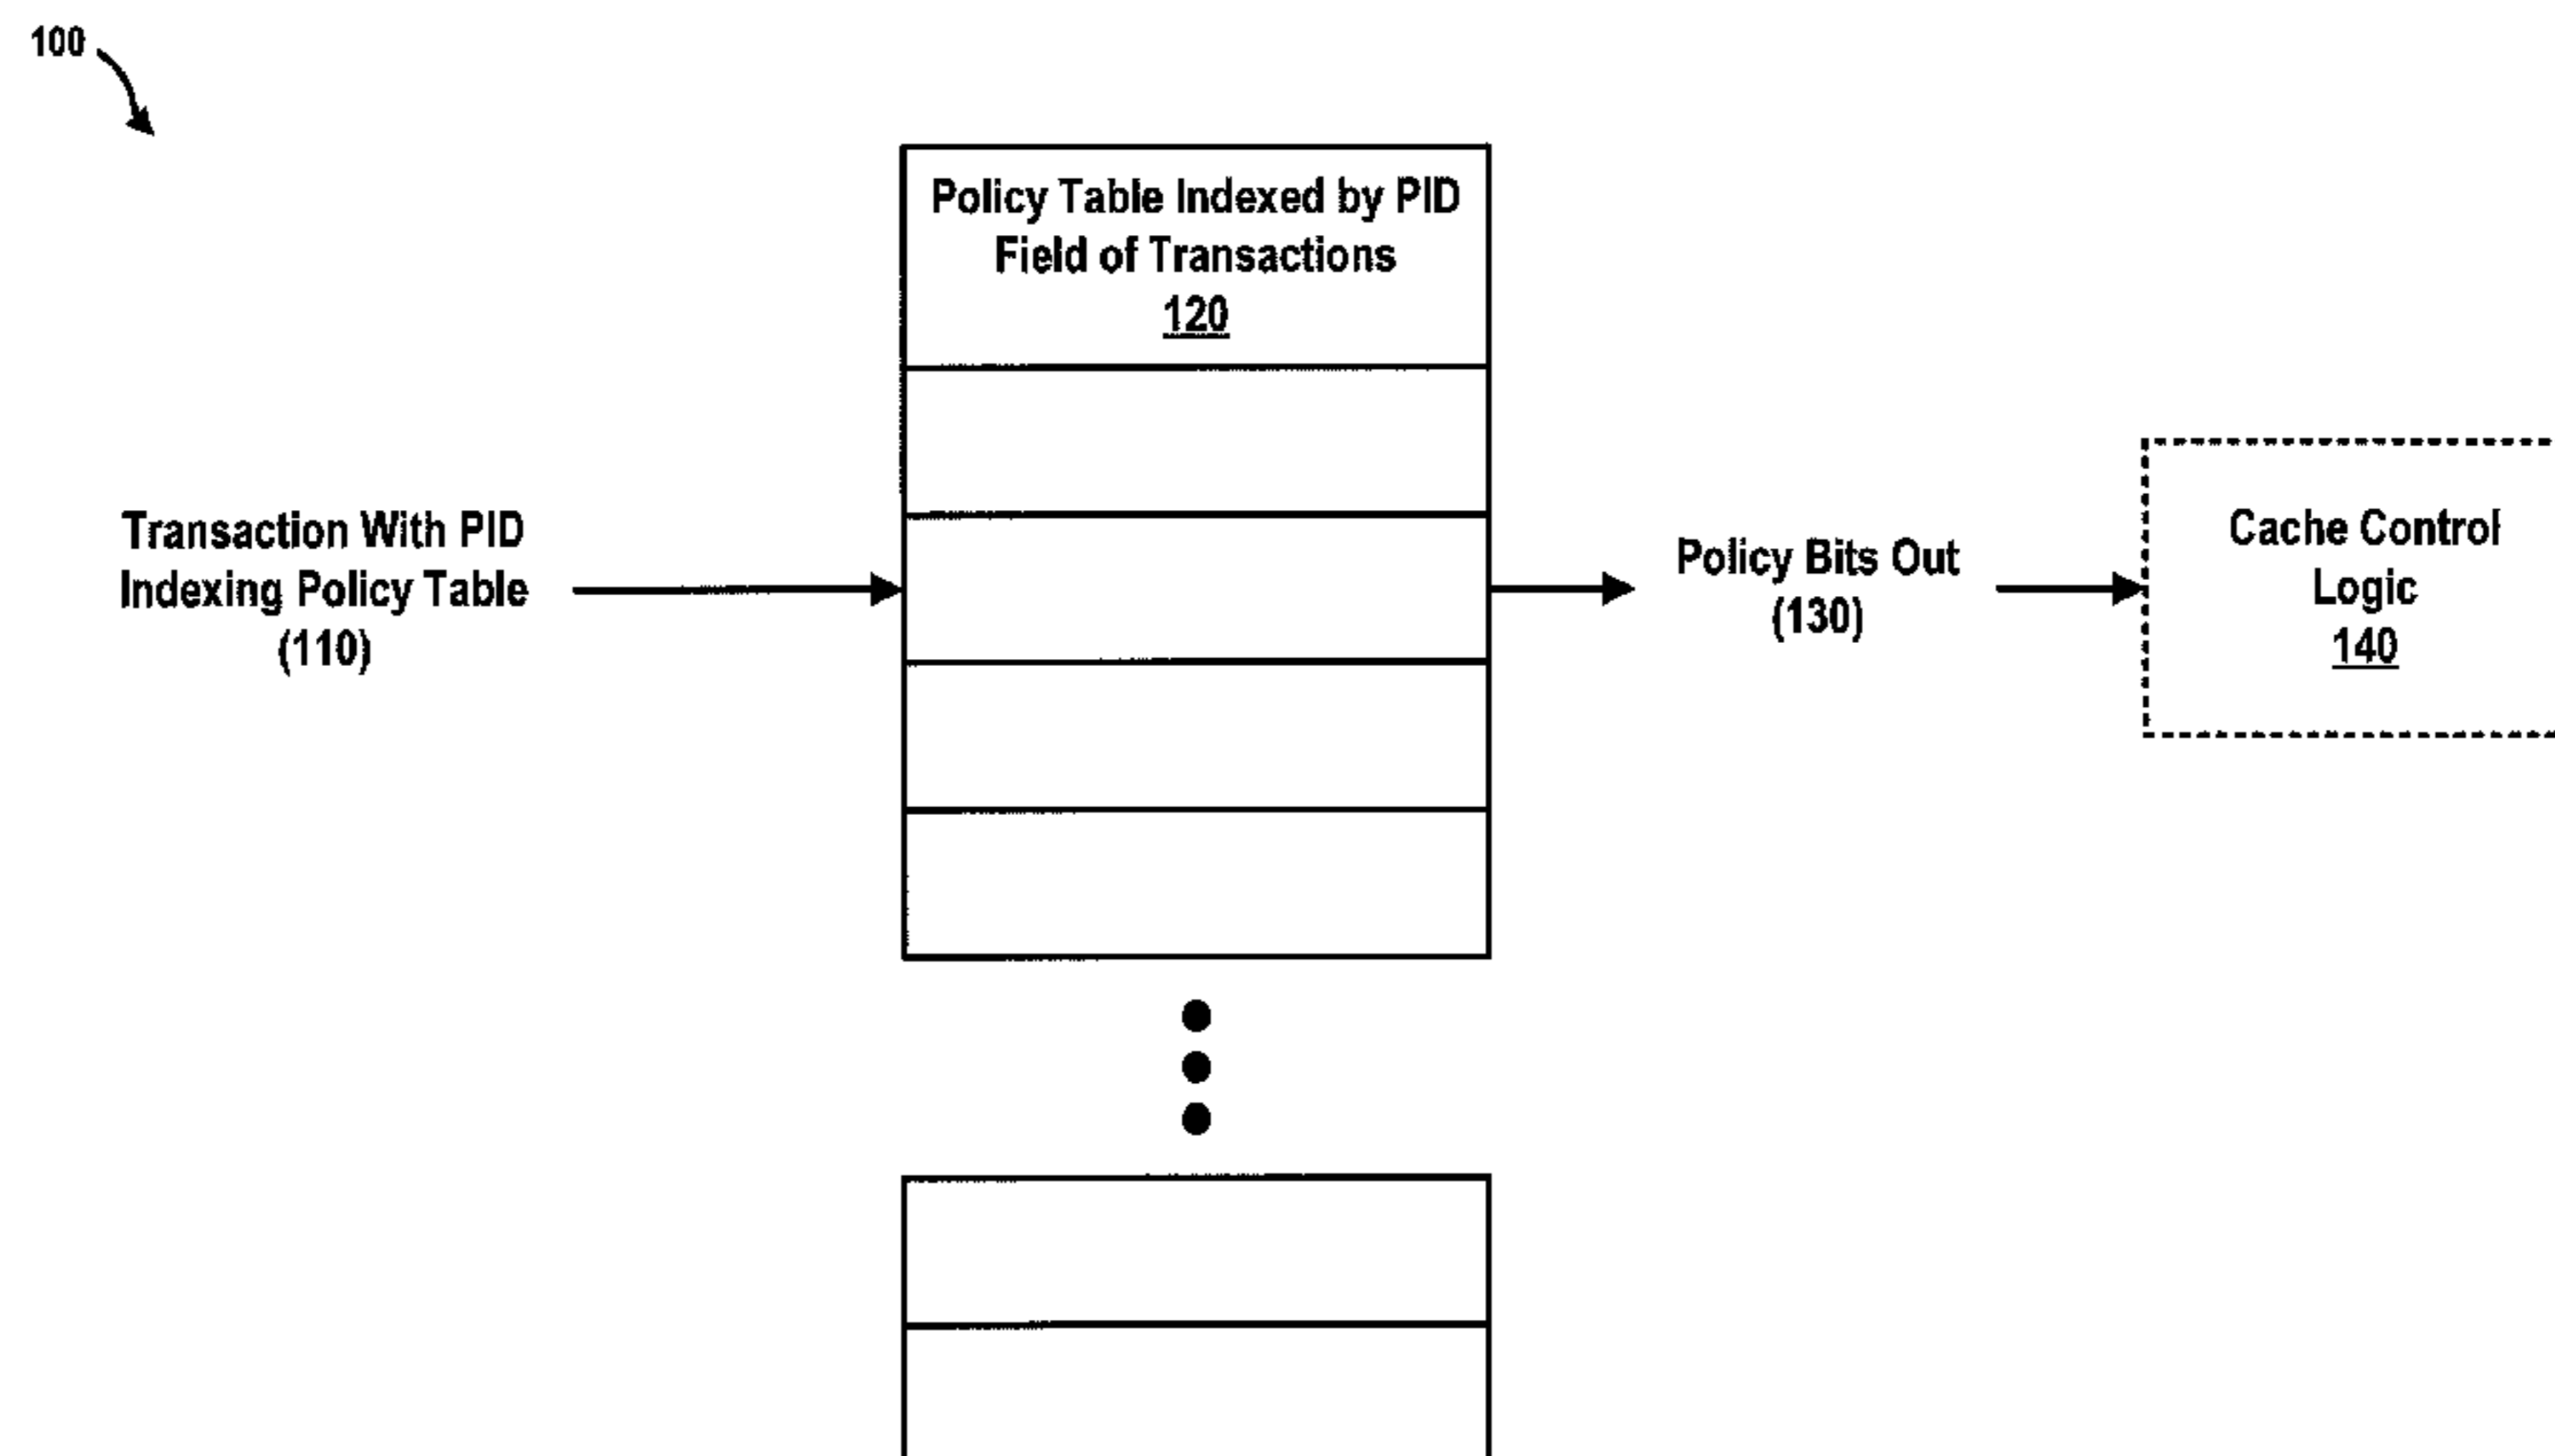 100
Policy Table Indexed by PID
Field of Transactions
120
Transaction With PID
Indexing Policy Table
(110)
Policy Bits Out
(130)
Cache Control
Logic
140